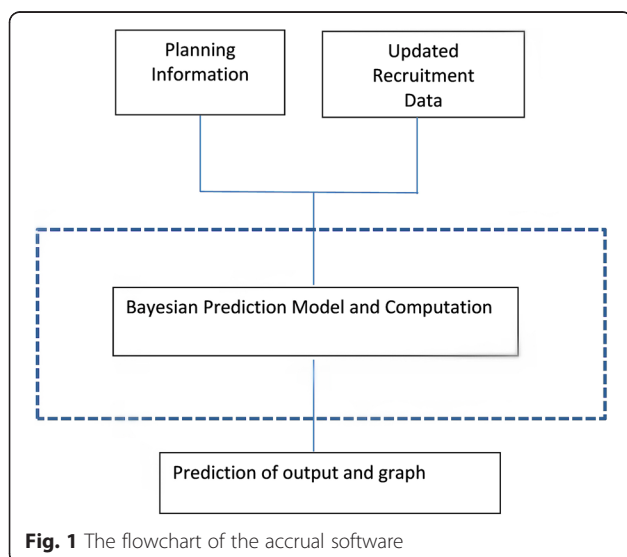 Planning
Information
Updated
Recruitment
Data
Bayesian Prediction Model and Computation
Prediction of output and graph
Fig. 1 The flowchart of the accrual software